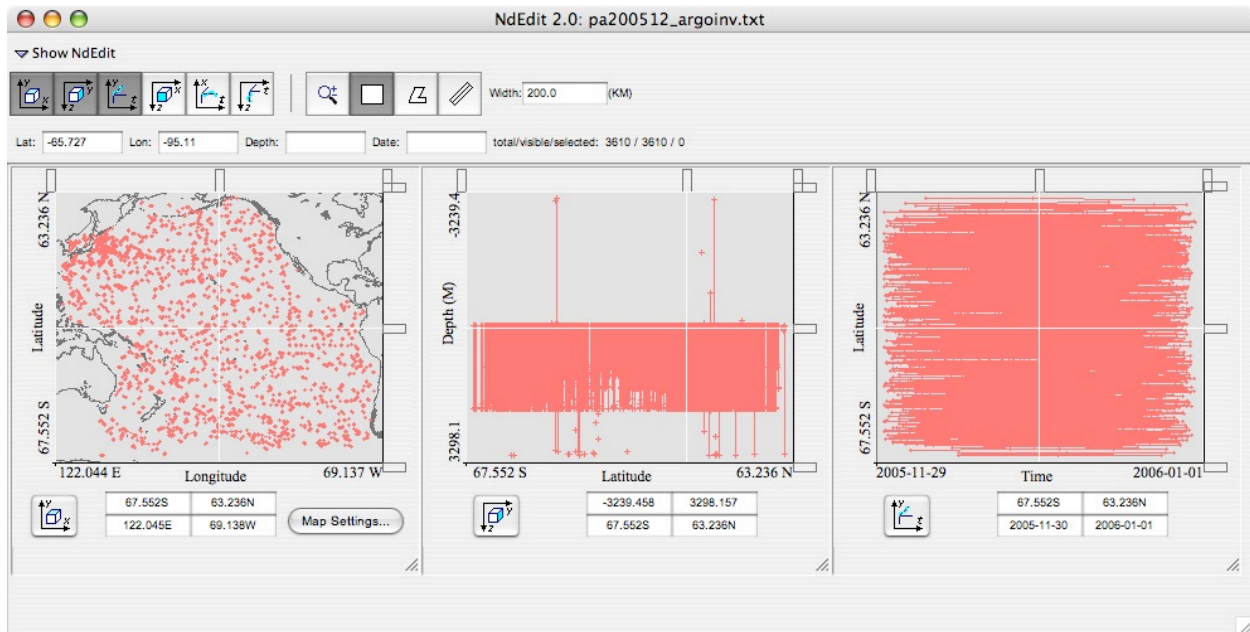 NdEdit 2.0: pa200512_argoinv.txt
Show NdEdit
y x z y y t z x x t z t Width: 200.0 (KM)
Lat: -65.727 Lon: -95.11 Depth: Date: total/visible/selected: 3610 / 3610 / 0
63.236 N
Latitude
67.552 S
122.044 E Longitude 69.137 W
-3239.4
Depth (M)
3298.1
67.552 S Latitude 63.236 N
63.236 N
Latitude
67.552 S
2005-11-29 Time 2006-01-01
y x
67.552S 63.236N
122.045E 69.138W
Map Settings...
z y
-3239.458 3298.157
67.552S 63.236N
y t
67.552S 63.236N
2005-11-30 2006-01-01